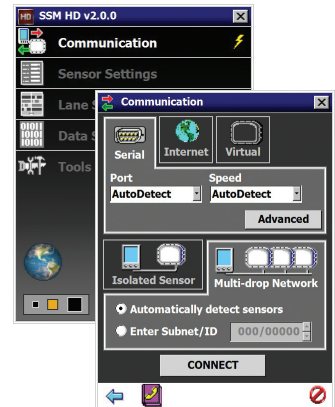 HD SSM HD v2.0.0
Communication
Sensor Settings
Lane S
Data S
Tools
Communication
Serial
Internet
Virtual
Port Speed
AutoDetect AutoDetect
Advanced
Isolated Sensor
Multi-drop Network
Automatically detect sensors
Enter Subnet/ID 000/00000
CONNECT